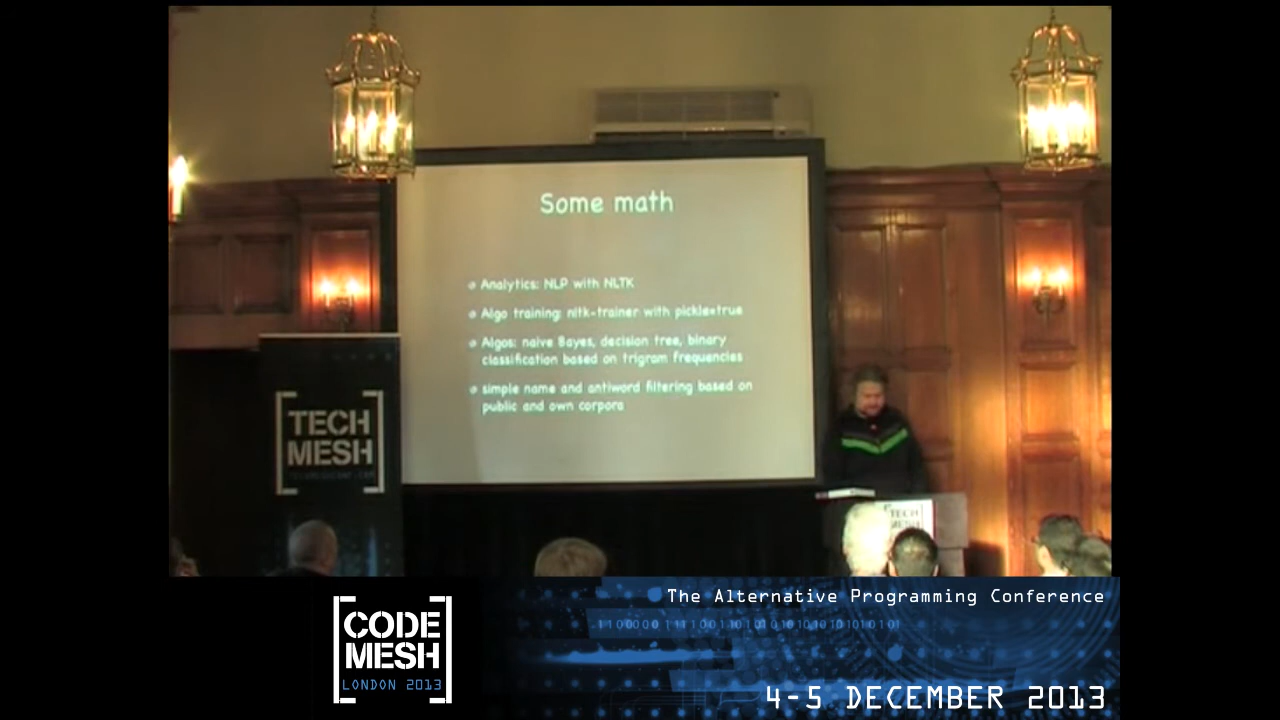 Some math
Analytics: NLP with NLTK
Algo training: nltk-trainer with pickle=true
Algos: naive Bayes, decision tree, binary
classification based on trigram frequencies
simple name and antiword filtering based on
public and own corpora
TECH
MESH
TECH
MESH
CODE
MESH
LONDON 2013
The Alternative Programming Conference
4-5 DECEMBER 2013